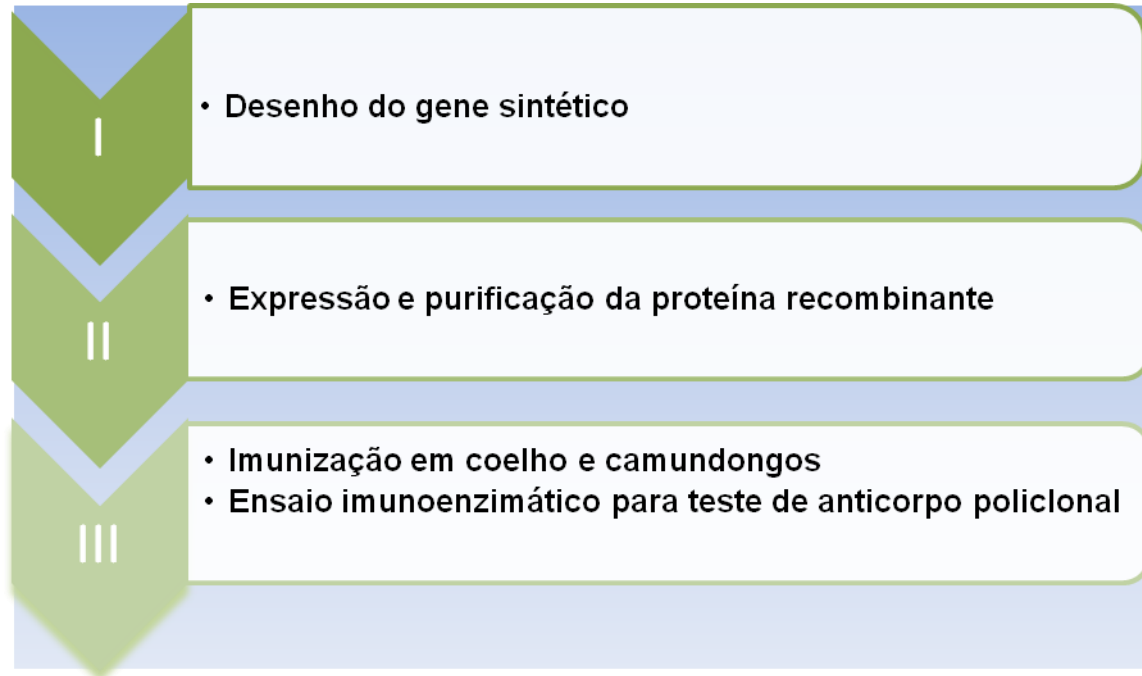 I
• Desenho do gene sintético
II
• Expressão e purificação da proteína recombinante
III
• Imunização em coelho e camundongos
• Ensaio imunoenzimático para teste de anticorpo policlonal